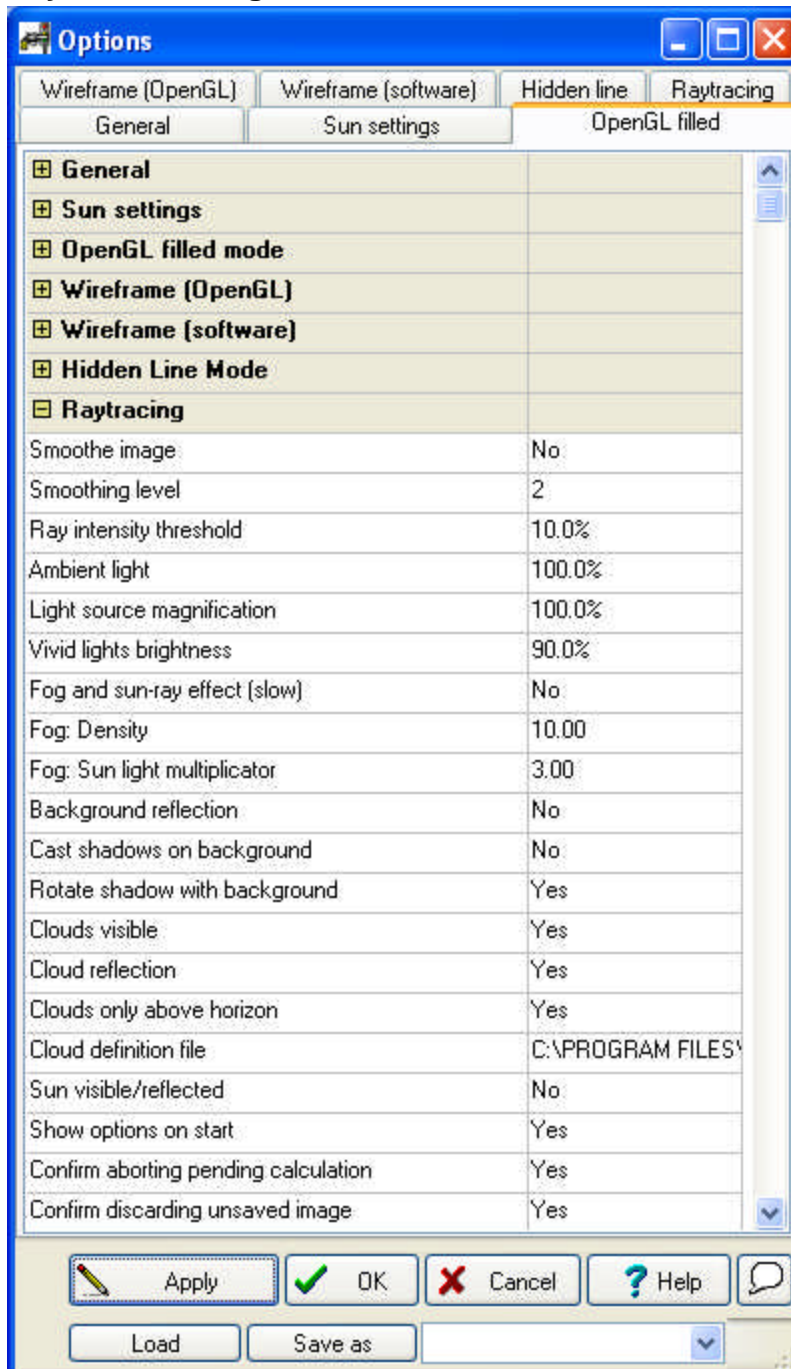 Options
Wireframe (OpenGL) Wireframe (software) Hidden line Raytracing
General Sun settings OpenGL filled
General
Sun settings
OpenGL filled mode
Wireframe (OpenGL)
Wireframe (software)
Hidden Line Mode
Raytracing
Smoothe image No
Smoothing level 2
Ray intensity threshold 10.0%
Ambient light 100.0%
Light source magnification 100.0%
Vivid lights brightness 90.0%
Fog and sun-ray effect (slow) No
Fog: Density 10.00
Fog: Sun light multiplicator 3.00
Background reflection No
Cast shadows on background No
Rotate shadow with background Yes
Clouds visible Yes
Cloud reflection Yes
Clouds only above horizon Yes
Cloud definition file C:\PROGRAM FILES\
Sun visible/reflected No
Show options on start Yes
Confirm aborting pending calculation Yes
Confirm discarding unsaved image Yes
Apply OK Cancel Help
Load Save as